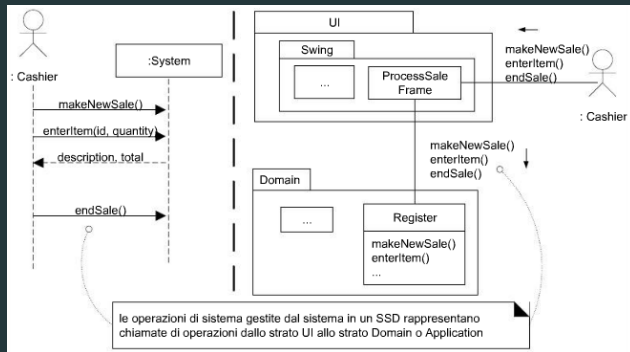 : Cashier
:System
makeNewSale()
enterItem(id, quantity)
description, total
endSale()
UI
Swing
...
ProcessSale
Frame
makeNewSale()
enterItem()
endSale()
: Cashier
makeNewSale()
enterItem()
endSale()
Domain
...
Register
makeNewSale()
enterItem()
...
le operazioni di sistema gestite dal sistema in un SSD rappresentano
chiamate di operazioni dallo strato UI allo strato Domain o Application